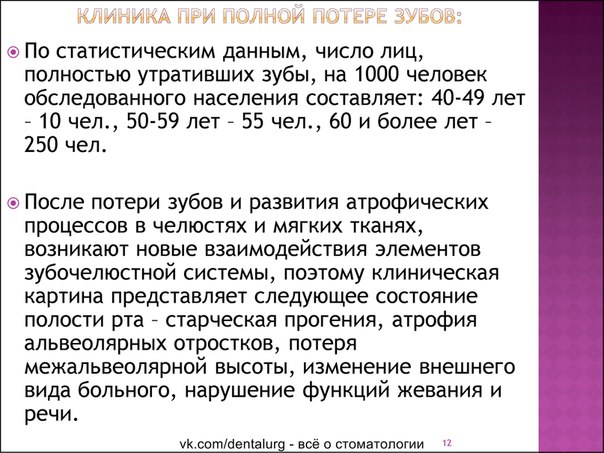 КЛИНИКА ПРИ ПОЛНОЙ ПОТЕРЕ ЗУБОВ:
По статистическим данным, число лиц,
полностью утративших зубы, на 1000 человек
обследованного населения составляет: 40-49 лет
– 10 чел., 50-59 лет – 55 чел., 60 и более лет –
250 чел.
После потери зубов и развития атрофических
процессов в челюстях и мягких тканях,
возникают новые взаимодействия элементов
зубочелюстной системы, поэтому клиническая
картина представляет следующее состояние
полости рта – старческая прогения, атрофия
альвеолярных отростков, потеря
межальвеолярной высоты, изменение внешнего
вида больного, нарушение функций жевания и
речи.
vk.com/dentalurg - всё о стоматологии 12